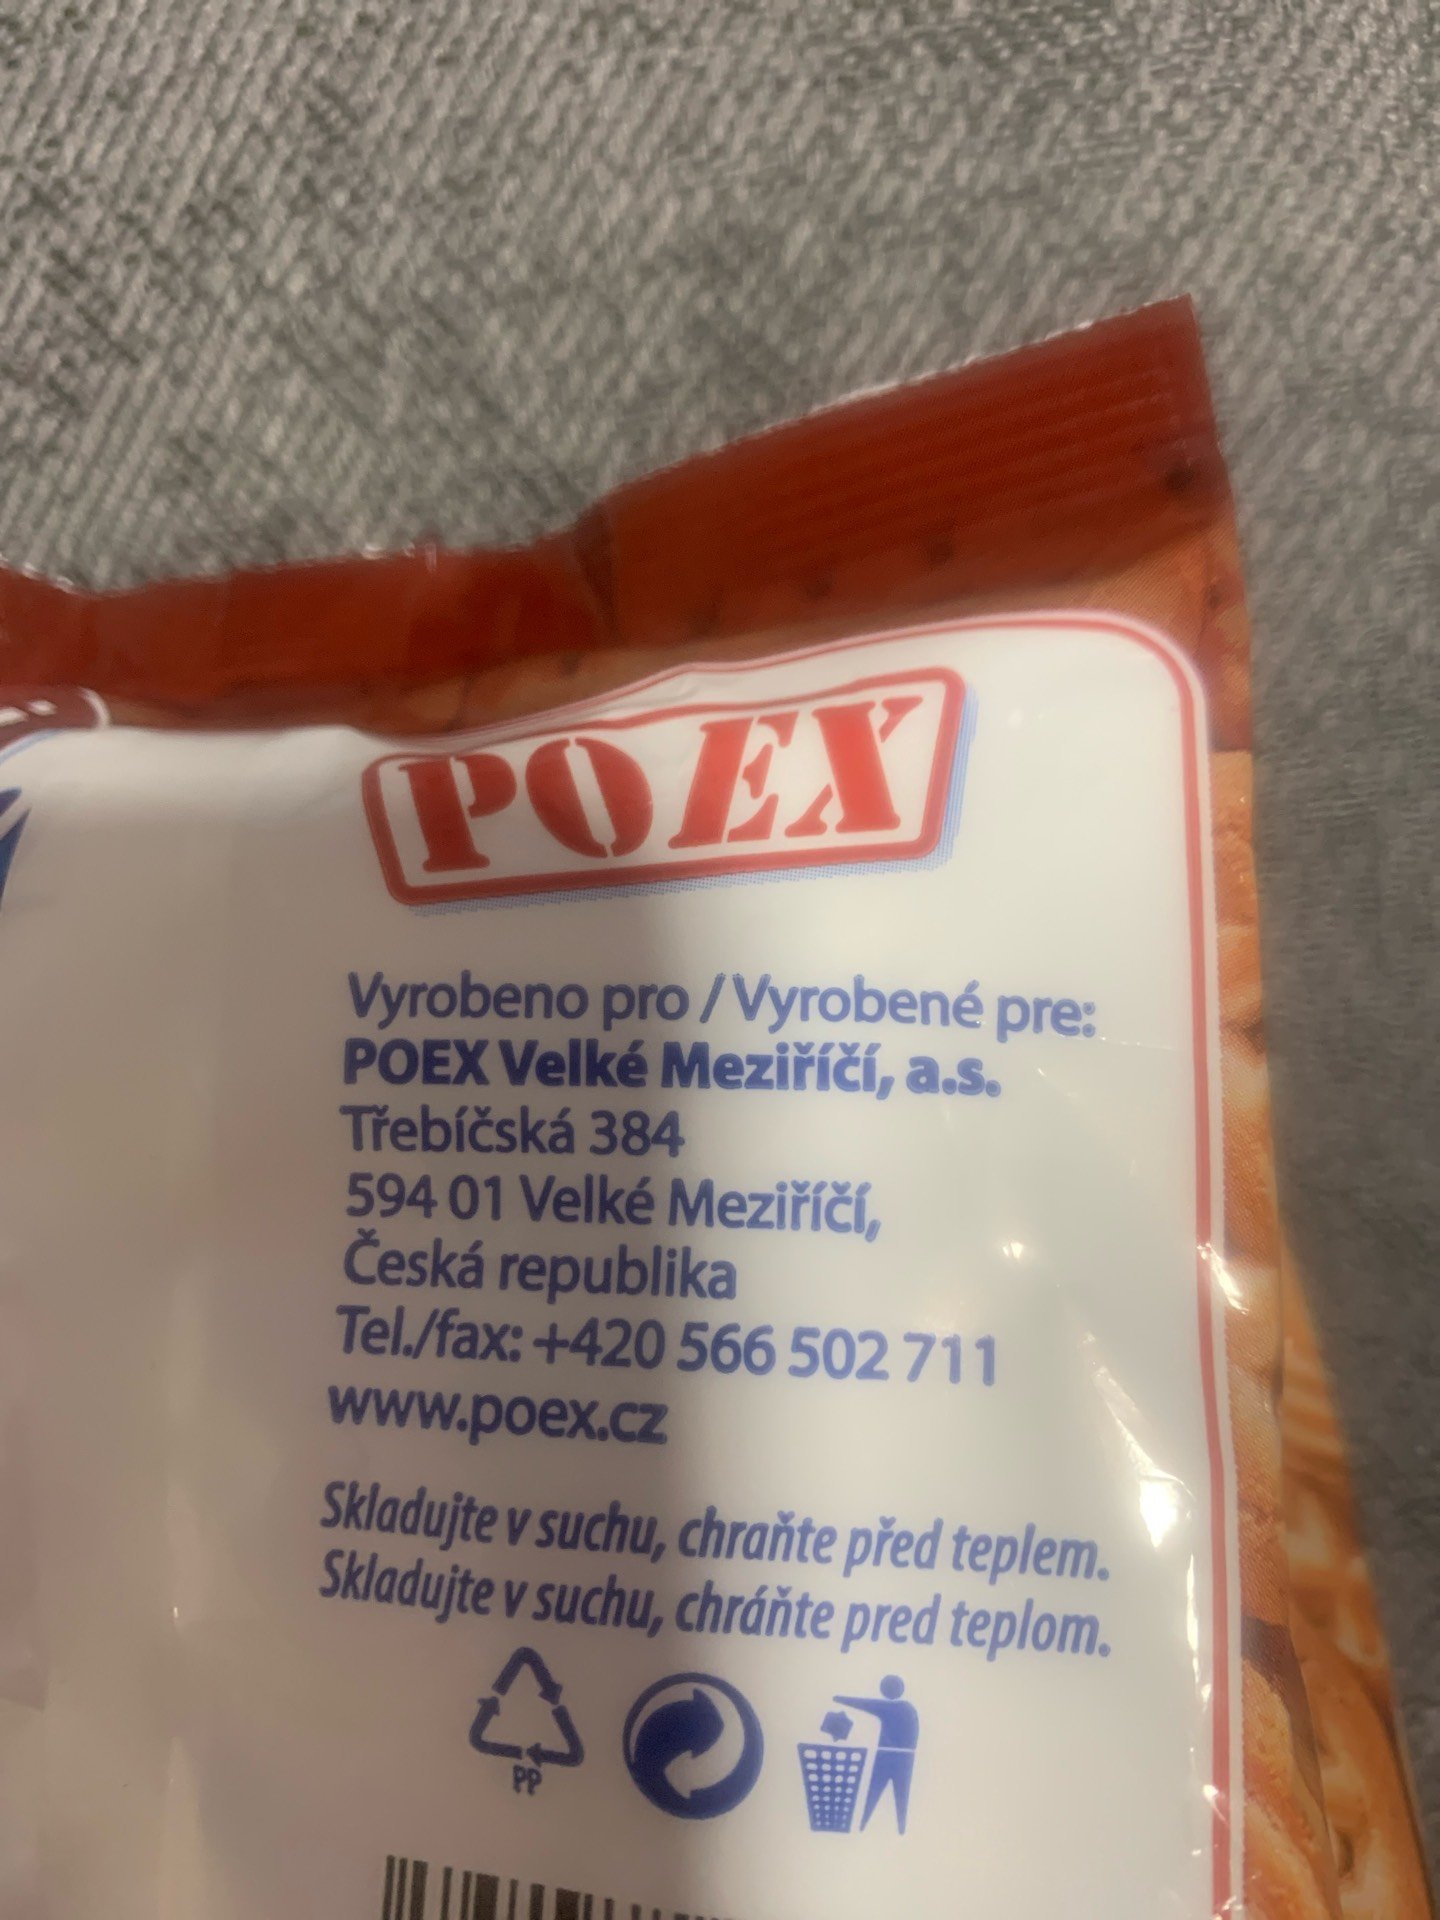 POEX
Vyrobeno pro / Vyrobené pre:
POEX Velké Meziříčí, a.s.
Třebíčská 384
594 01 Velké Meziříčí,
Česká republika
Tel./fax: +420 566 502 711
www.poex.cz
Skladujte v suchu, chraňte před teplem.
Skladujte v suchu, chráňte pred teplom.
PP